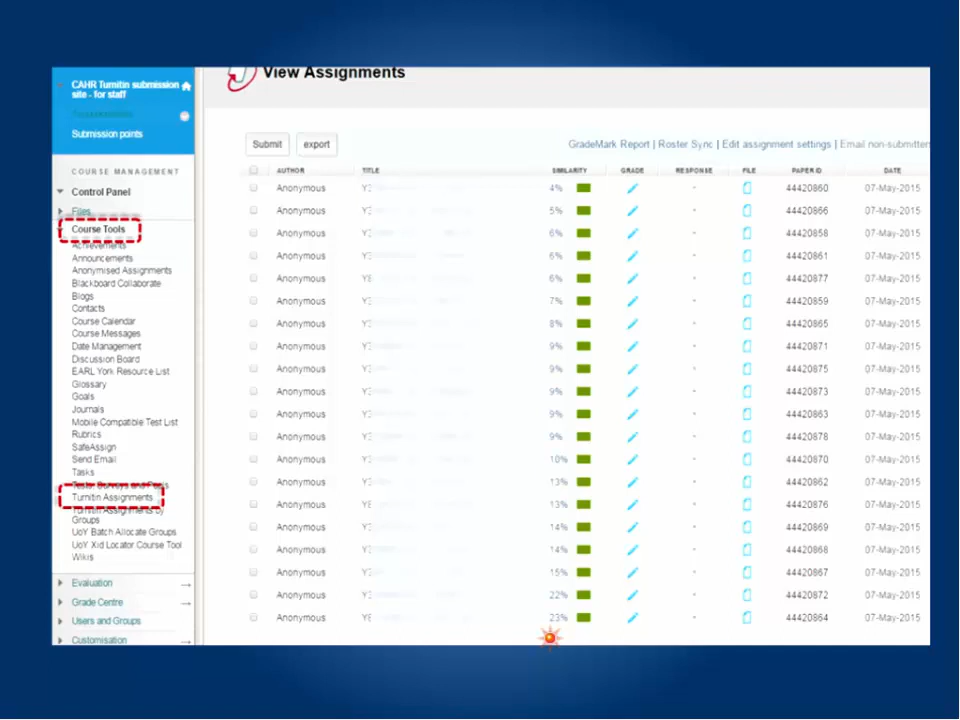 CAHR Turnitin submission
site - for staff
Submission points
COURSE MANAGEMENT
Control Panel
Files
Course Tools
Achievements
Announcements
Anonymised Assignments
Blackboard Collaborate
Blogs
Contacts
Course Calendar
Course Messages
Date Management
Discussion Board
EARL York Resource List
Glossary
Goals
Journals
Mobile Compatible Test List
Rubrics
SafeAssign
Send Email
Tasks
Tests, Surveys and Pools
Turnitin Assignments
Turnitin Assignments by
Groups
UoY Batch Allocate Groups
UoY Xid Locator Course Tool
Wikis
Evaluation
Grade Centre
Users and Groups
Customisation
View Assignments
Submit export GradeMark Report | Roster Sync | Edit assignment settings | Email non-submitters
AUTHOR TITLE SIMILARITY GRADE RESPONSE FILE PAPER ID DATE
Anonymous 4% - 44420860 07-May-2015
Anonymous 5% - 44420866 07-May-2015
Anonymous 6% - 44420858 07-May-2015
Anonymous 6% - 44420861 07-May-2015
Anonymous 6% - 44420877 07-May-2015
Anonymous 7% - 44420859 07-May-2015
Anonymous 8% - 44420865 07-May-2015
Anonymous 9% - 44420871 07-May-2015
Anonymous 9% - 44420875 07-May-2015
Anonymous 9% - 44420873 07-May-2015
Anonymous 9% - 44420863 07-May-2015
Anonymous 9% - 44420878 07-May-2015
Anonymous 10% - 44420870 07-May-2015
Anonymous 13% - 44420862 07-May-2015
Anonymous 13% - 44420876 07-May-2015
Anonymous 14% - 44420869 07-May-2015
Anonymous 14% - 44420868 07-May-2015
Anonymous 15% - 44420867 07-May-2015
Anonymous 22% - 44420872 07-May-2015
Anonymous 23% - 44420864 07-May-2015